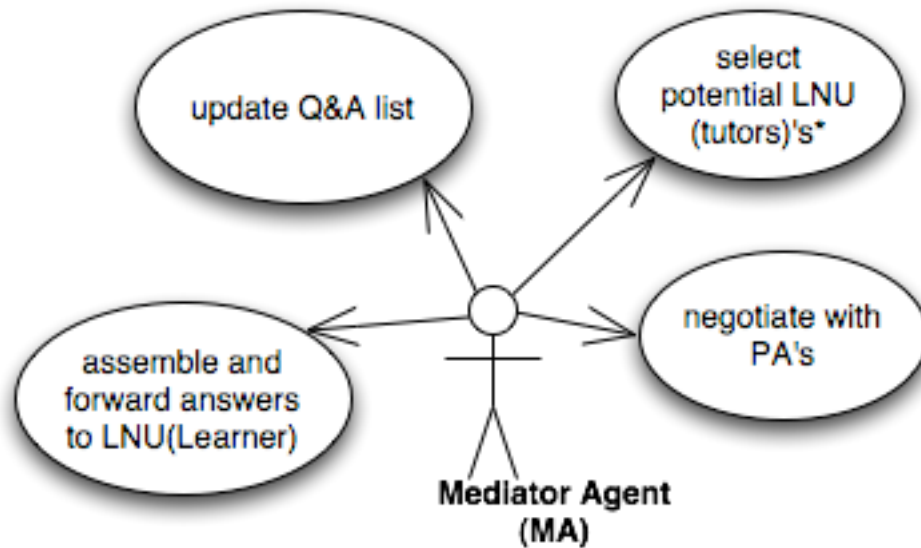 update Q&A list
select
potential LNU
(tutors)'s*
assemble and
forward answers
to LNU(Learner)
negotiate with
PA's
Mediator Agent
(MA)